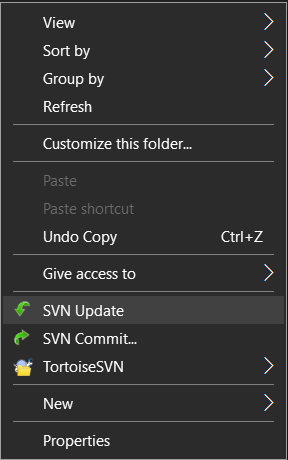 View
Sort by
Group by
Refresh
Customize this folder...
Paste
Paste shortcut
Undo Copy Ctrl+Z
Give access to
SVN Update
SVN Commit...
TortoiseSVN
New
Properties